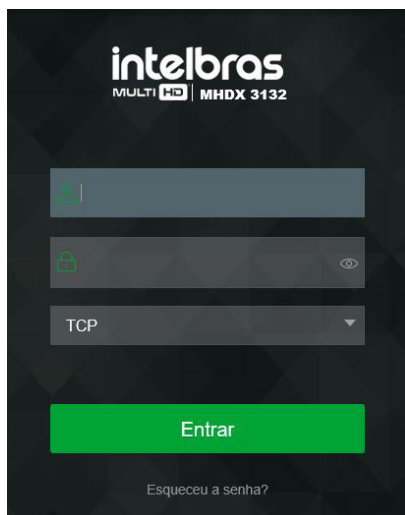 intelbras
MULTI HD MHDX 3132
TCP
Entrar
Esqueceu a senha?